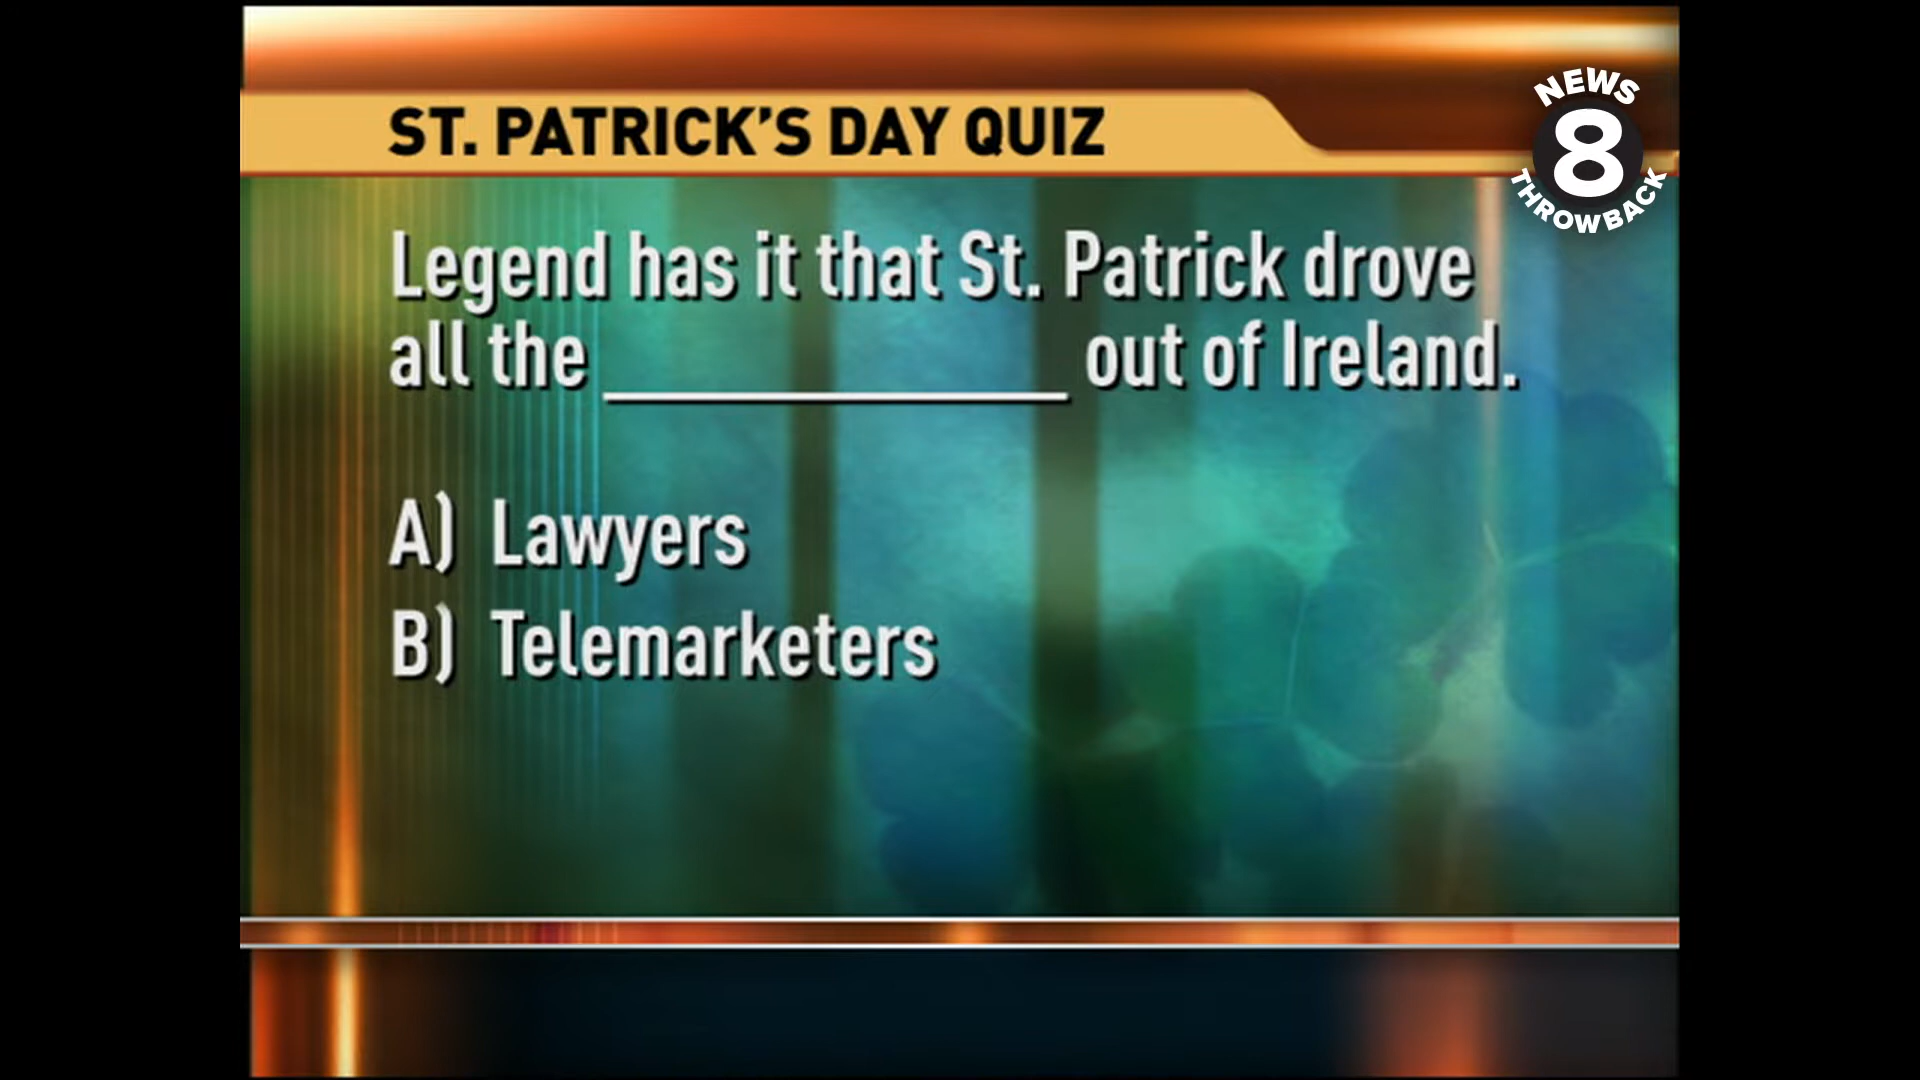 ST. PATRICK'S DAY QUIZ
NEWS
8
THROWBACK
Legend has it that St. Patrick drove
all the ______________ out of Ireland.
A) Lawyers
B) Telemarketers